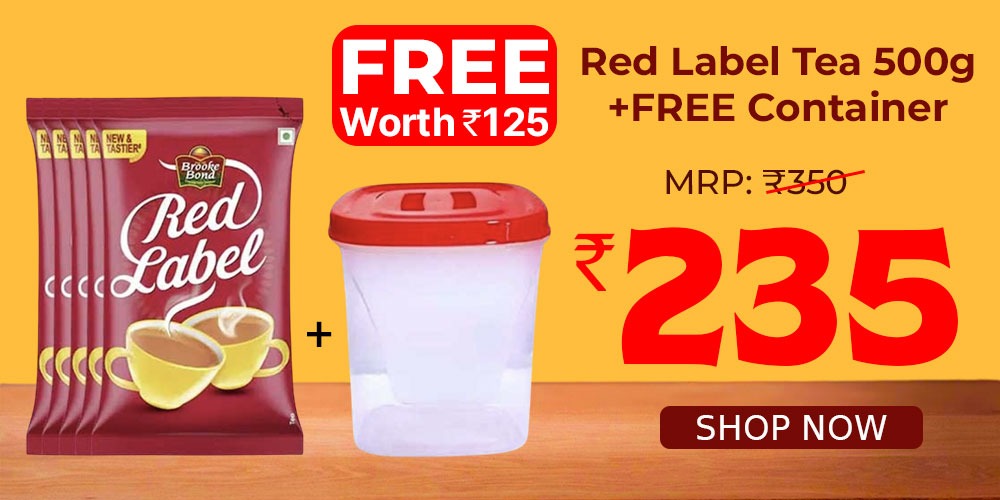 FREE
Worth ₹125
Red Label Tea 500g
+FREE Container
MRP: ₹350
₹235
SHOP NOW
NEW &
TASTIER
Brooke
Bond
Red
Label
+